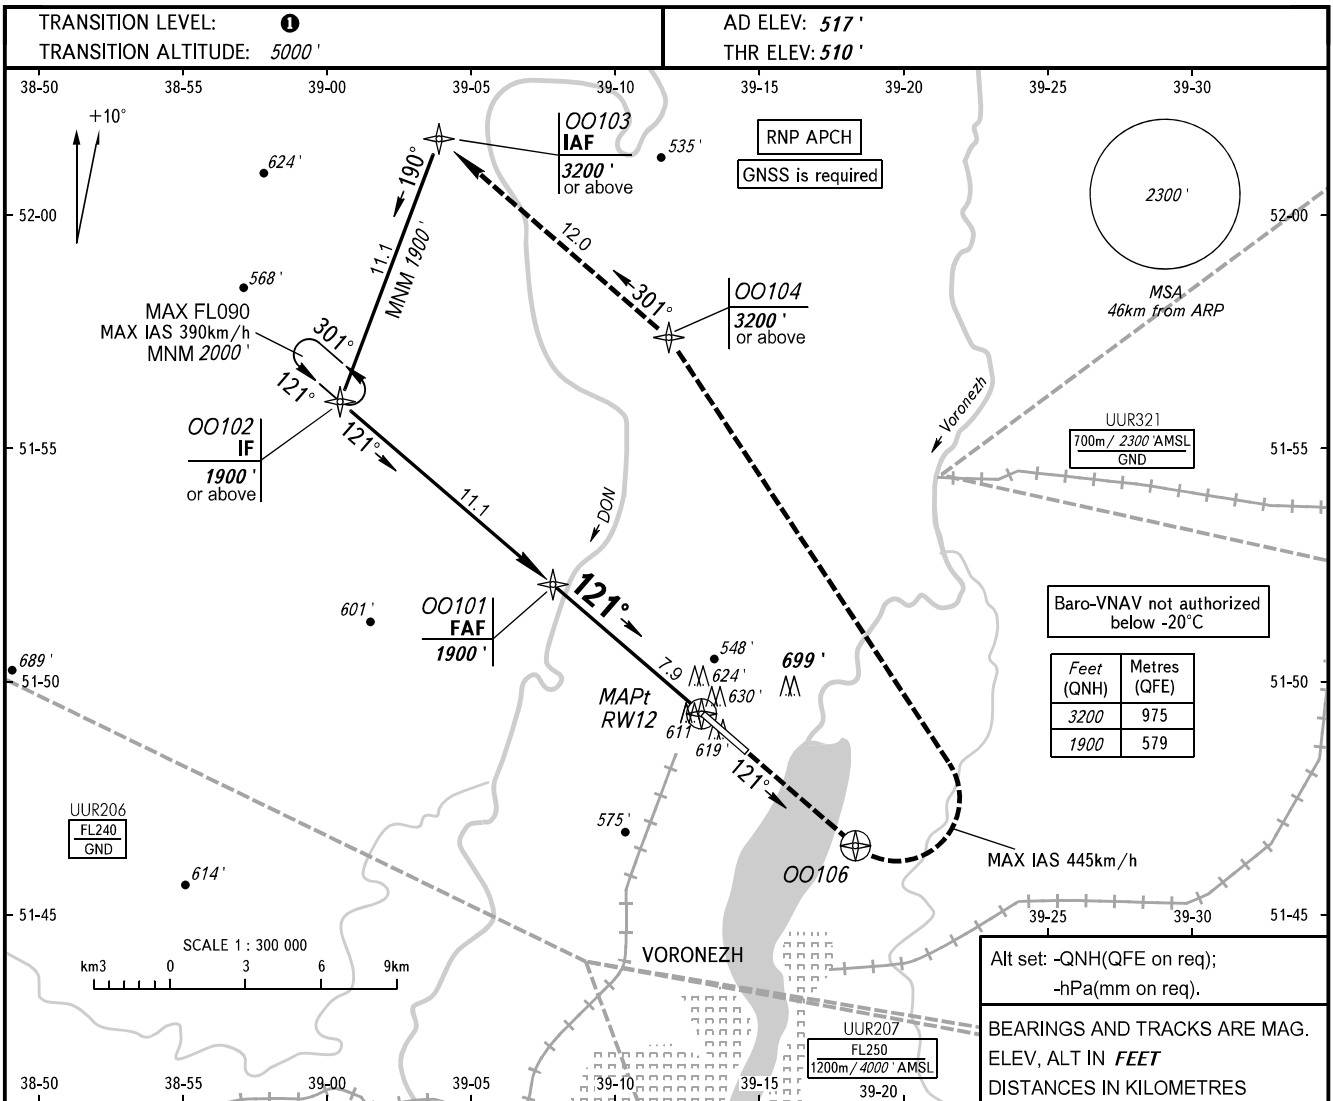 TRANSITION LEVEL: ❶
TRANSITION ALTITUDE: 5000 '
AD ELEV: 517 '
THR ELEV: 510 '
38-50
38-55
39-00
39-05
39-10
39-15
39-20
39-25
39-30
+10°
OO103
IAF
3200 '
or above
535 '
RNP APCH
GNSS is required
2300 '
MSA
46km from ARP
624 '
190°
52-00
52-00
11.1
MNM 1900 '
12.0
301°
OO104
3200 '
or above
568 '
MAX FL090
MAX IAS 390km/h
MNM 2000 '
301°
121°
OO102
IF
1900 '
or above
121°
Voronezh
UUR321
700m / 2300 'AMSL
GND
51-55
51-55
11.1
DON
OO101
FAF
1900 '
121°
601 '
689 '
51-50
51-50
Baro-VNAV not authorized
below -20°C
Feet
(QNH)
Metres
(QFE)
3200 975
1900 579
7.9
548 '
624 '
630 '
699 '
MAPt
RW12
611
619 '
121°
575 '
OO106
MAX IAS 445km/h
UUR206
FL240
GND
614 '
51-45
51-45
39-25
39-30
SCALE 1 : 300 000
km3 0 3 6 9km
VORONEZH
UUR207
FL250
1200m / 4000 ' AMSL
Alt set: -QNH(QFE on req);
-hPa(mm on req).
BEARINGS AND TRACKS ARE MAG.
ELEV, ALT IN FEET
DISTANCES IN KILOMETRES
38-50
38-55
39-00
39-05
39-10
39-15
39-20